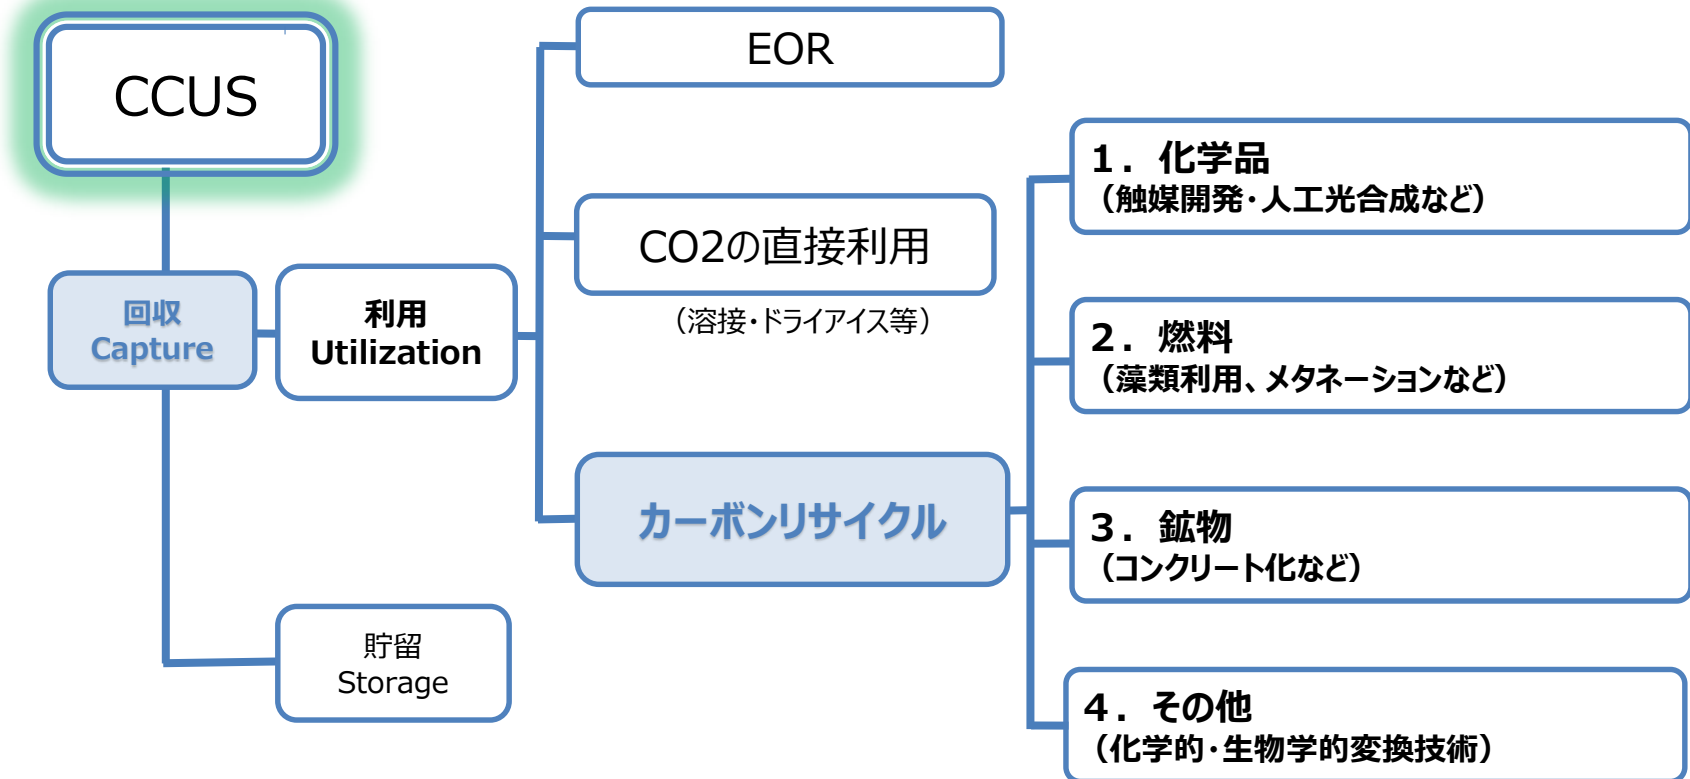 CCUS
回収
Capture
利用
Utilization
貯留
Storage
EOR
CO2の直接利用
（溶接・ドライアイス等）
カーボンリサイクル
１．化学品
（触媒開発・人工光合成など）
２．燃料
（藻類利用、メタネーションなど）
３．鉱物
（コンクリート化など）
４．その他
（化学的・生物学的変換技術）